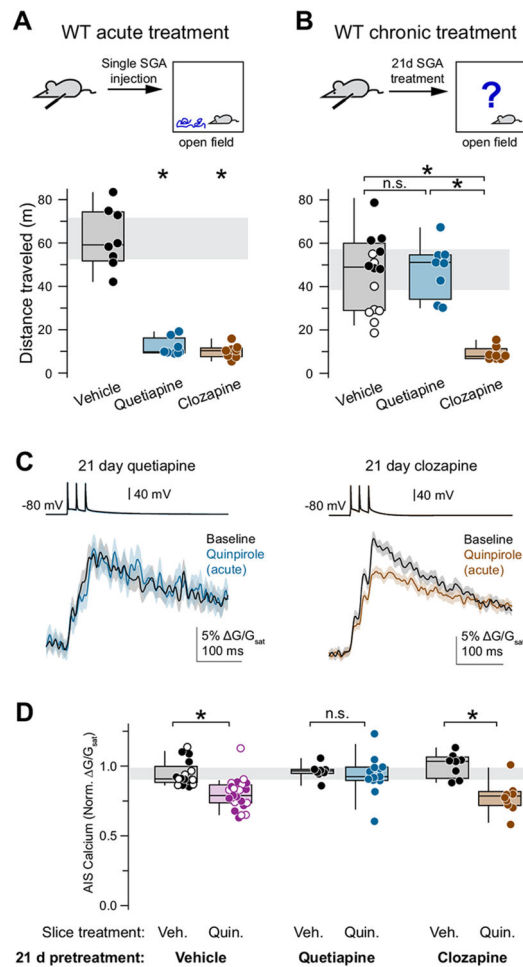 A
WT acute treatment
Single SGA
injection
open field
Distance traveled (m)
80
60
40
20
0
*
*
Vehicle
Quetiapine
Clozapine
B
WT chronic treatment
21d SGA
treatment
?
open field
*
n.s.
*
80
60
40
20
0
Vehicle
Quetiapine
Clozapine
C
21 day quetiapine
40 mV
-80 mV
Baseline
Quinpirole
(acute)
5% ΔG/Gsat
100 ms
21 day clozapine
40 mV
Baseline
Quinpirole
(acute)
5% ΔG/Gsat
100 ms
D
AIS Calcium (Norm. ΔG/Gsat)
1.0
0.5
0.0
*
n.s.
*
Slice treatment: Veh. Quin. Veh. Quin. Veh. Quin.
21 d pretreatment: Vehicle Quetiapine Clozapine